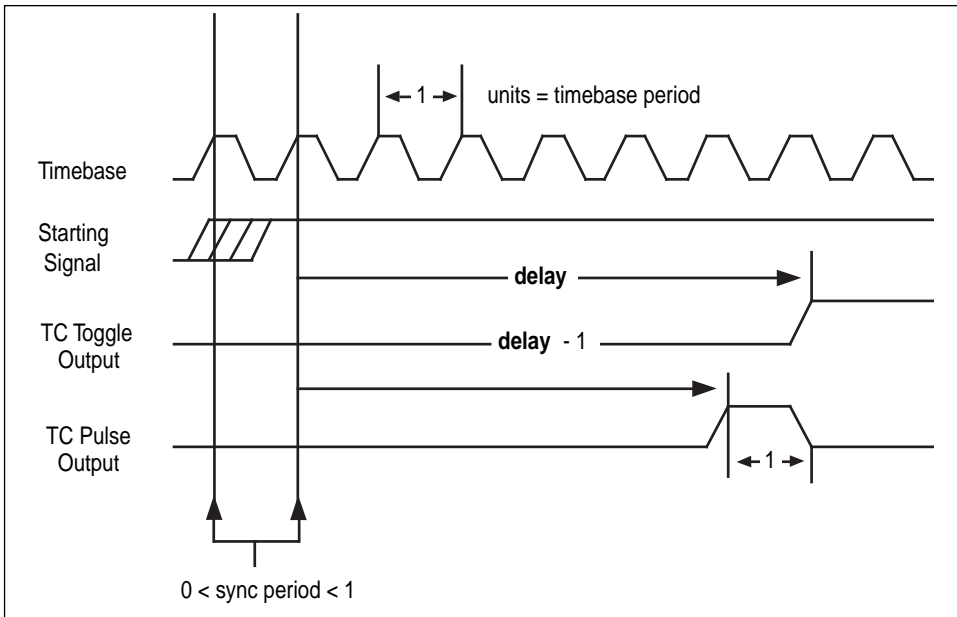 1
units = timebase period
Timebase
Starting
Signal
delay
TC Toggle
Output
delay - 1
TC Pulse
Output
1
0 < sync period < 1